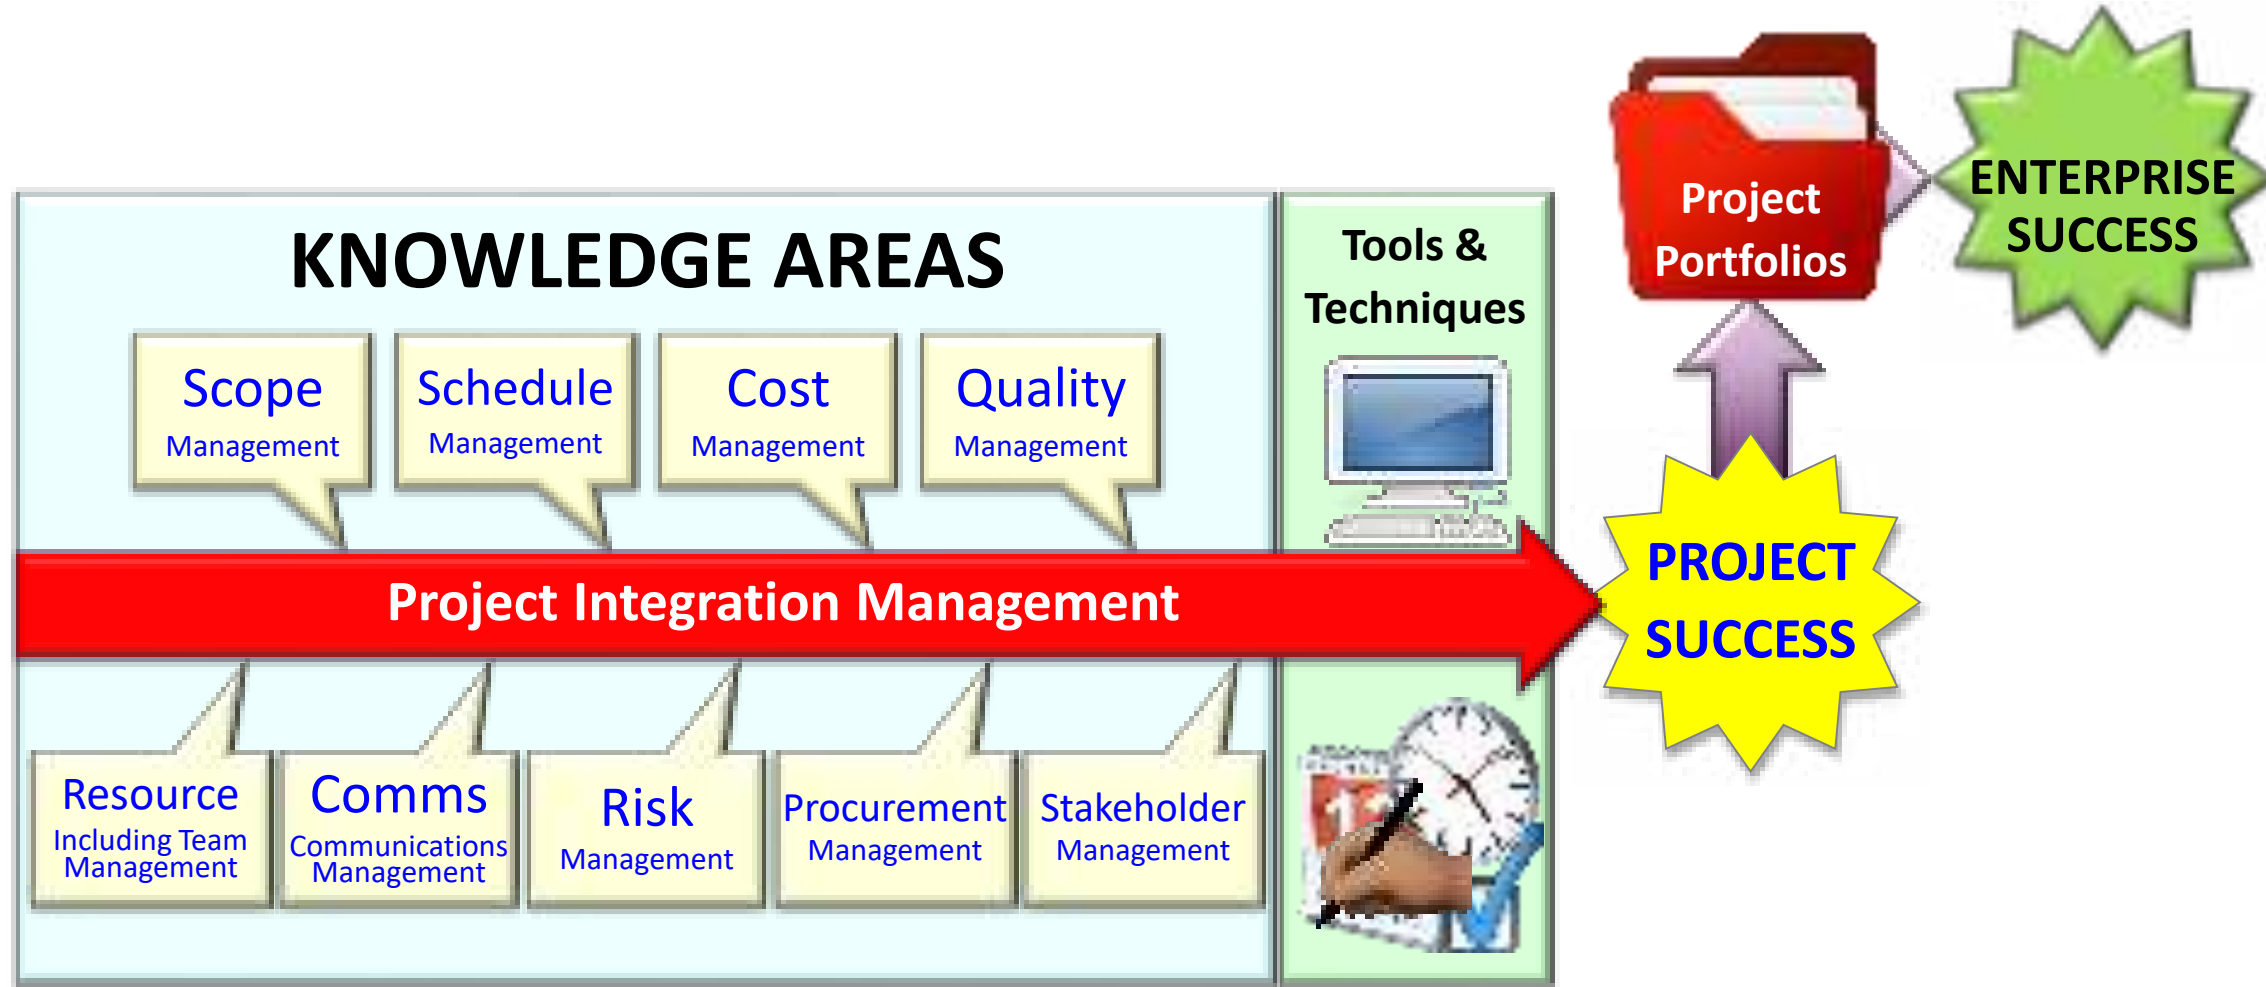 KNOWLEDGE AREAS
Scope
Management
Schedule
Management
Cost
Management
Quality
Management
Project Integration Management
Resource
Including Team
Management
Comms
Communications
Management
Risk
Management
Procurement
Management
Stakeholder
Management
Tools &
Techniques
PROJECT
SUCCESS
Project
Portfolios
ENTERPRISE
SUCCESS